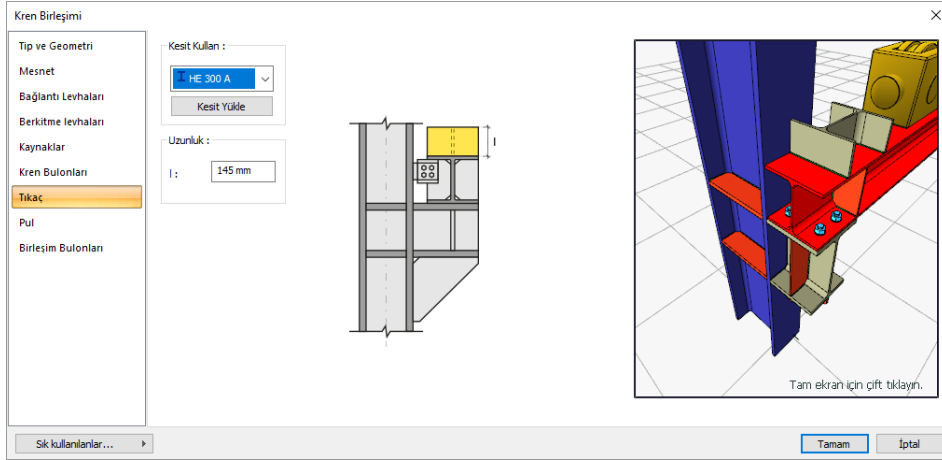 Kren Birleşimi
Tip ve Geometri
Mesnet
Bağlantı Levhaları
Berkitme levhaları
Kaynaklar
Kren Bulonları
Tıkaç
Pul
Birleşim Bulonları
Kesit Kullan :
HE 300 A
Kesit Yükle
Uzunluk :
l : 145 mm
l
Tam ekran için çift tıklayın.
Sık kullanılanlar...
Tamam
İptal